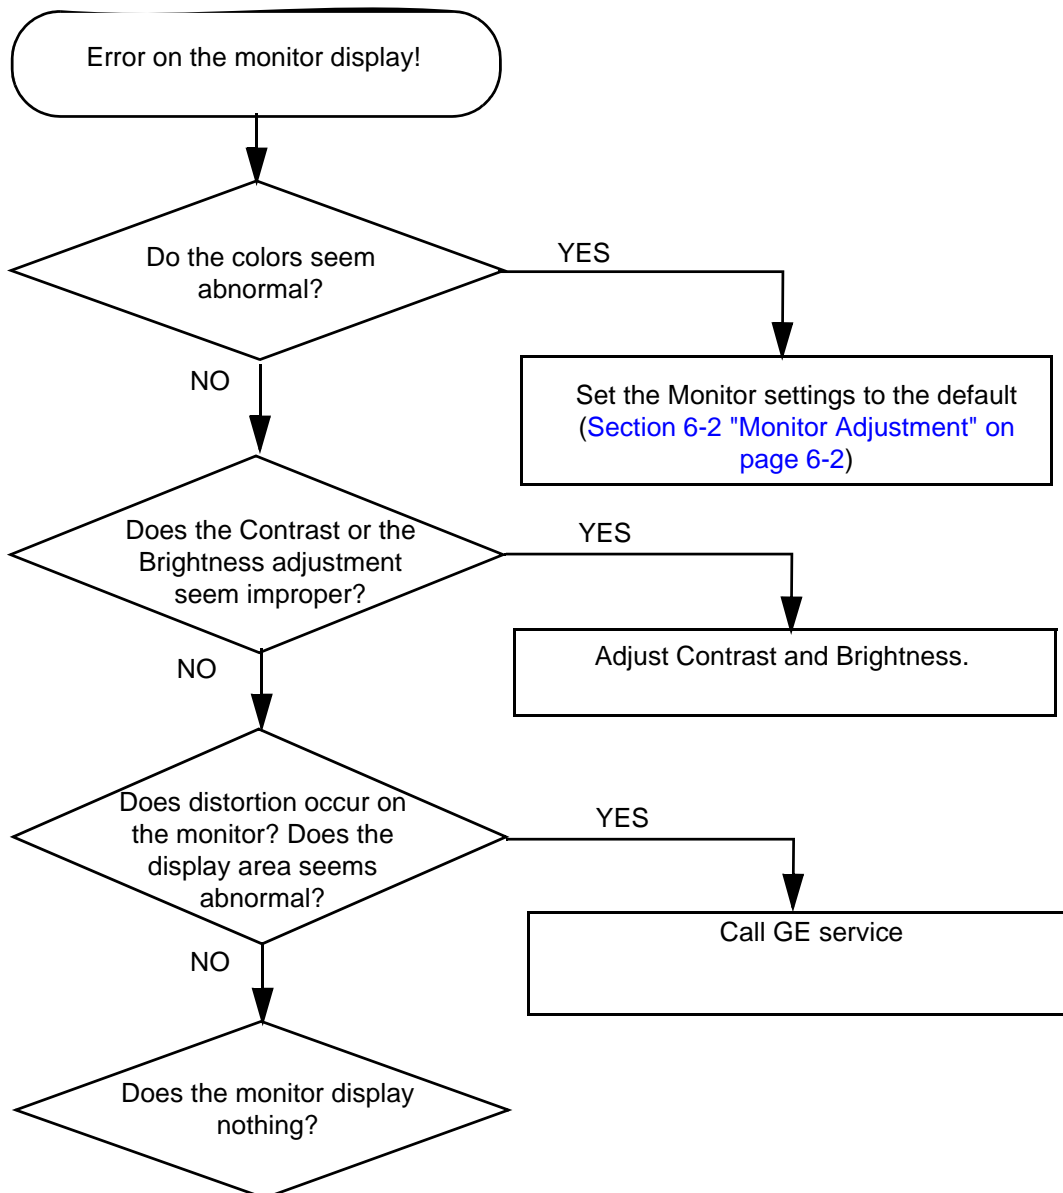 Error on the monitor display!
Do the colors seem
abnormal?
YES
NO
Set the Monitor settings to the default
(Section 6-2 "Monitor Adjustment" on
page 6-2)
Does the Contrast or the
Brightness adjustment
seem improper?
YES
NO
Adjust Contrast and Brightness.
Does distortion occur on
the monitor? Does the
display area seems
abnormal?
YES
NO
Call GE service
Does the monitor display
nothing?